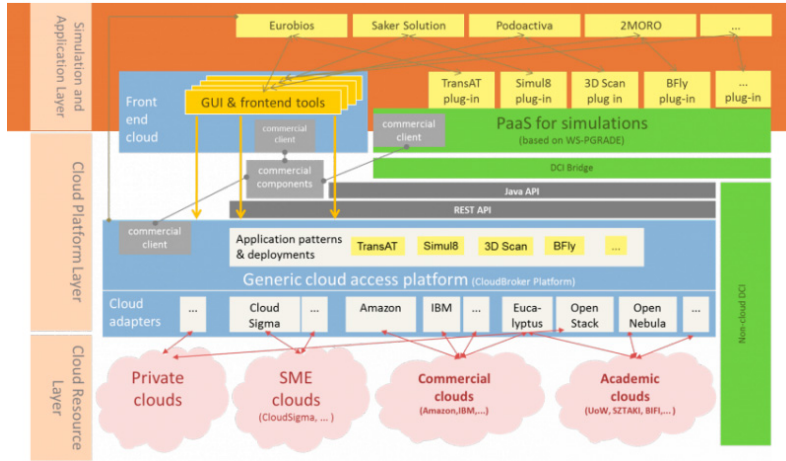 Simulation and
Application Layer
Eurobios
Saker Solution
Podoactiva
2MORO
...
Front
end
cloud
GUI & frontend tools
TransAT
plug-in
Simul8
plug-in
3D Scan
plug in
BFly
plug-in
...
plug-in
commercial
client
commercial
client
PaaS for simulations
(based on WS-PGRADE)
Cloud Platform Layer
commercial
components
DCI Bridge
Java API
REST API
commercial
client
Application patterns
& deployments
TransAT
Simul8
3D Scan
BFly
...
Generic cloud access platform (CloudBroker Platform)
Cloud
adapters
...
Cloud
Sigma
...
Amazon
IBM
...
Euca-
lyptus
Open
Stack
Open
Nebula
...
Non-cloud DCI
Cloud Resource
Layer
Private
clouds
SME
clouds
(CloudSigma, ... )
Commercial
clouds
(Amazon,IBM,...)
Academic
clouds
(UoW, SZTAKI, BIFI,... )